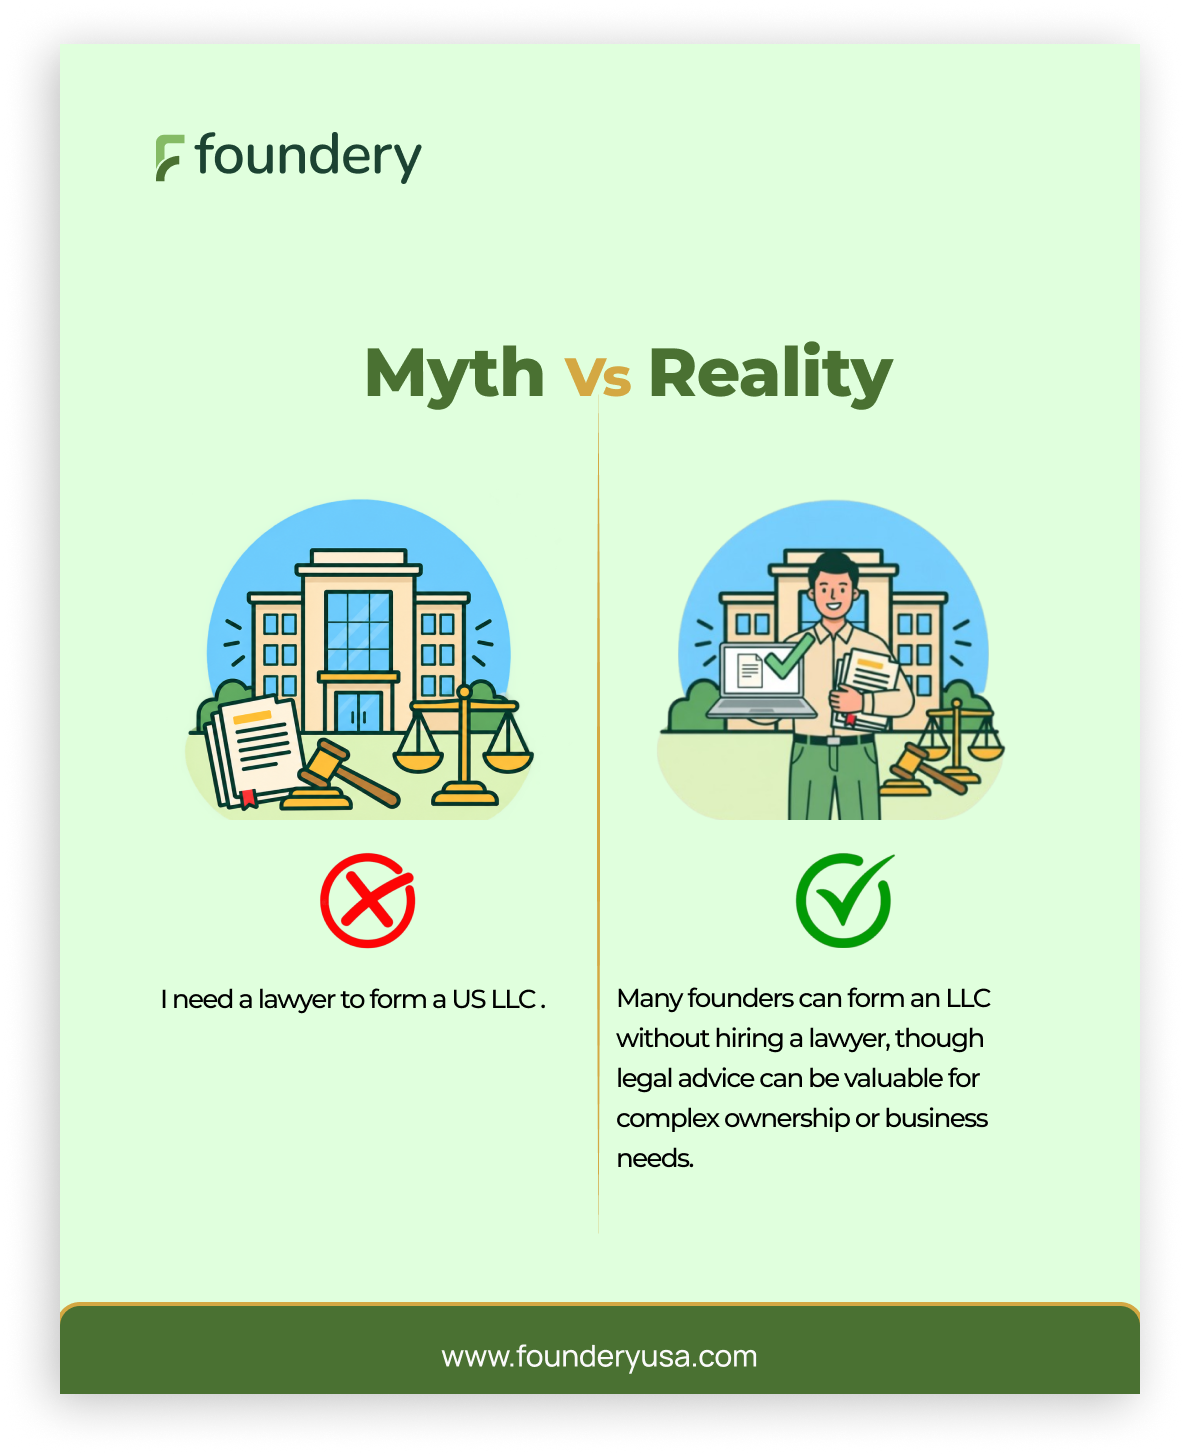 foundery
Myth Vs Reality
I need a lawyer to form a US LLC .
Many founders can form an LLC
without hiring a lawyer, though
legal advice can be valuable for
complex ownership or business
needs.
www.founderyusa.com